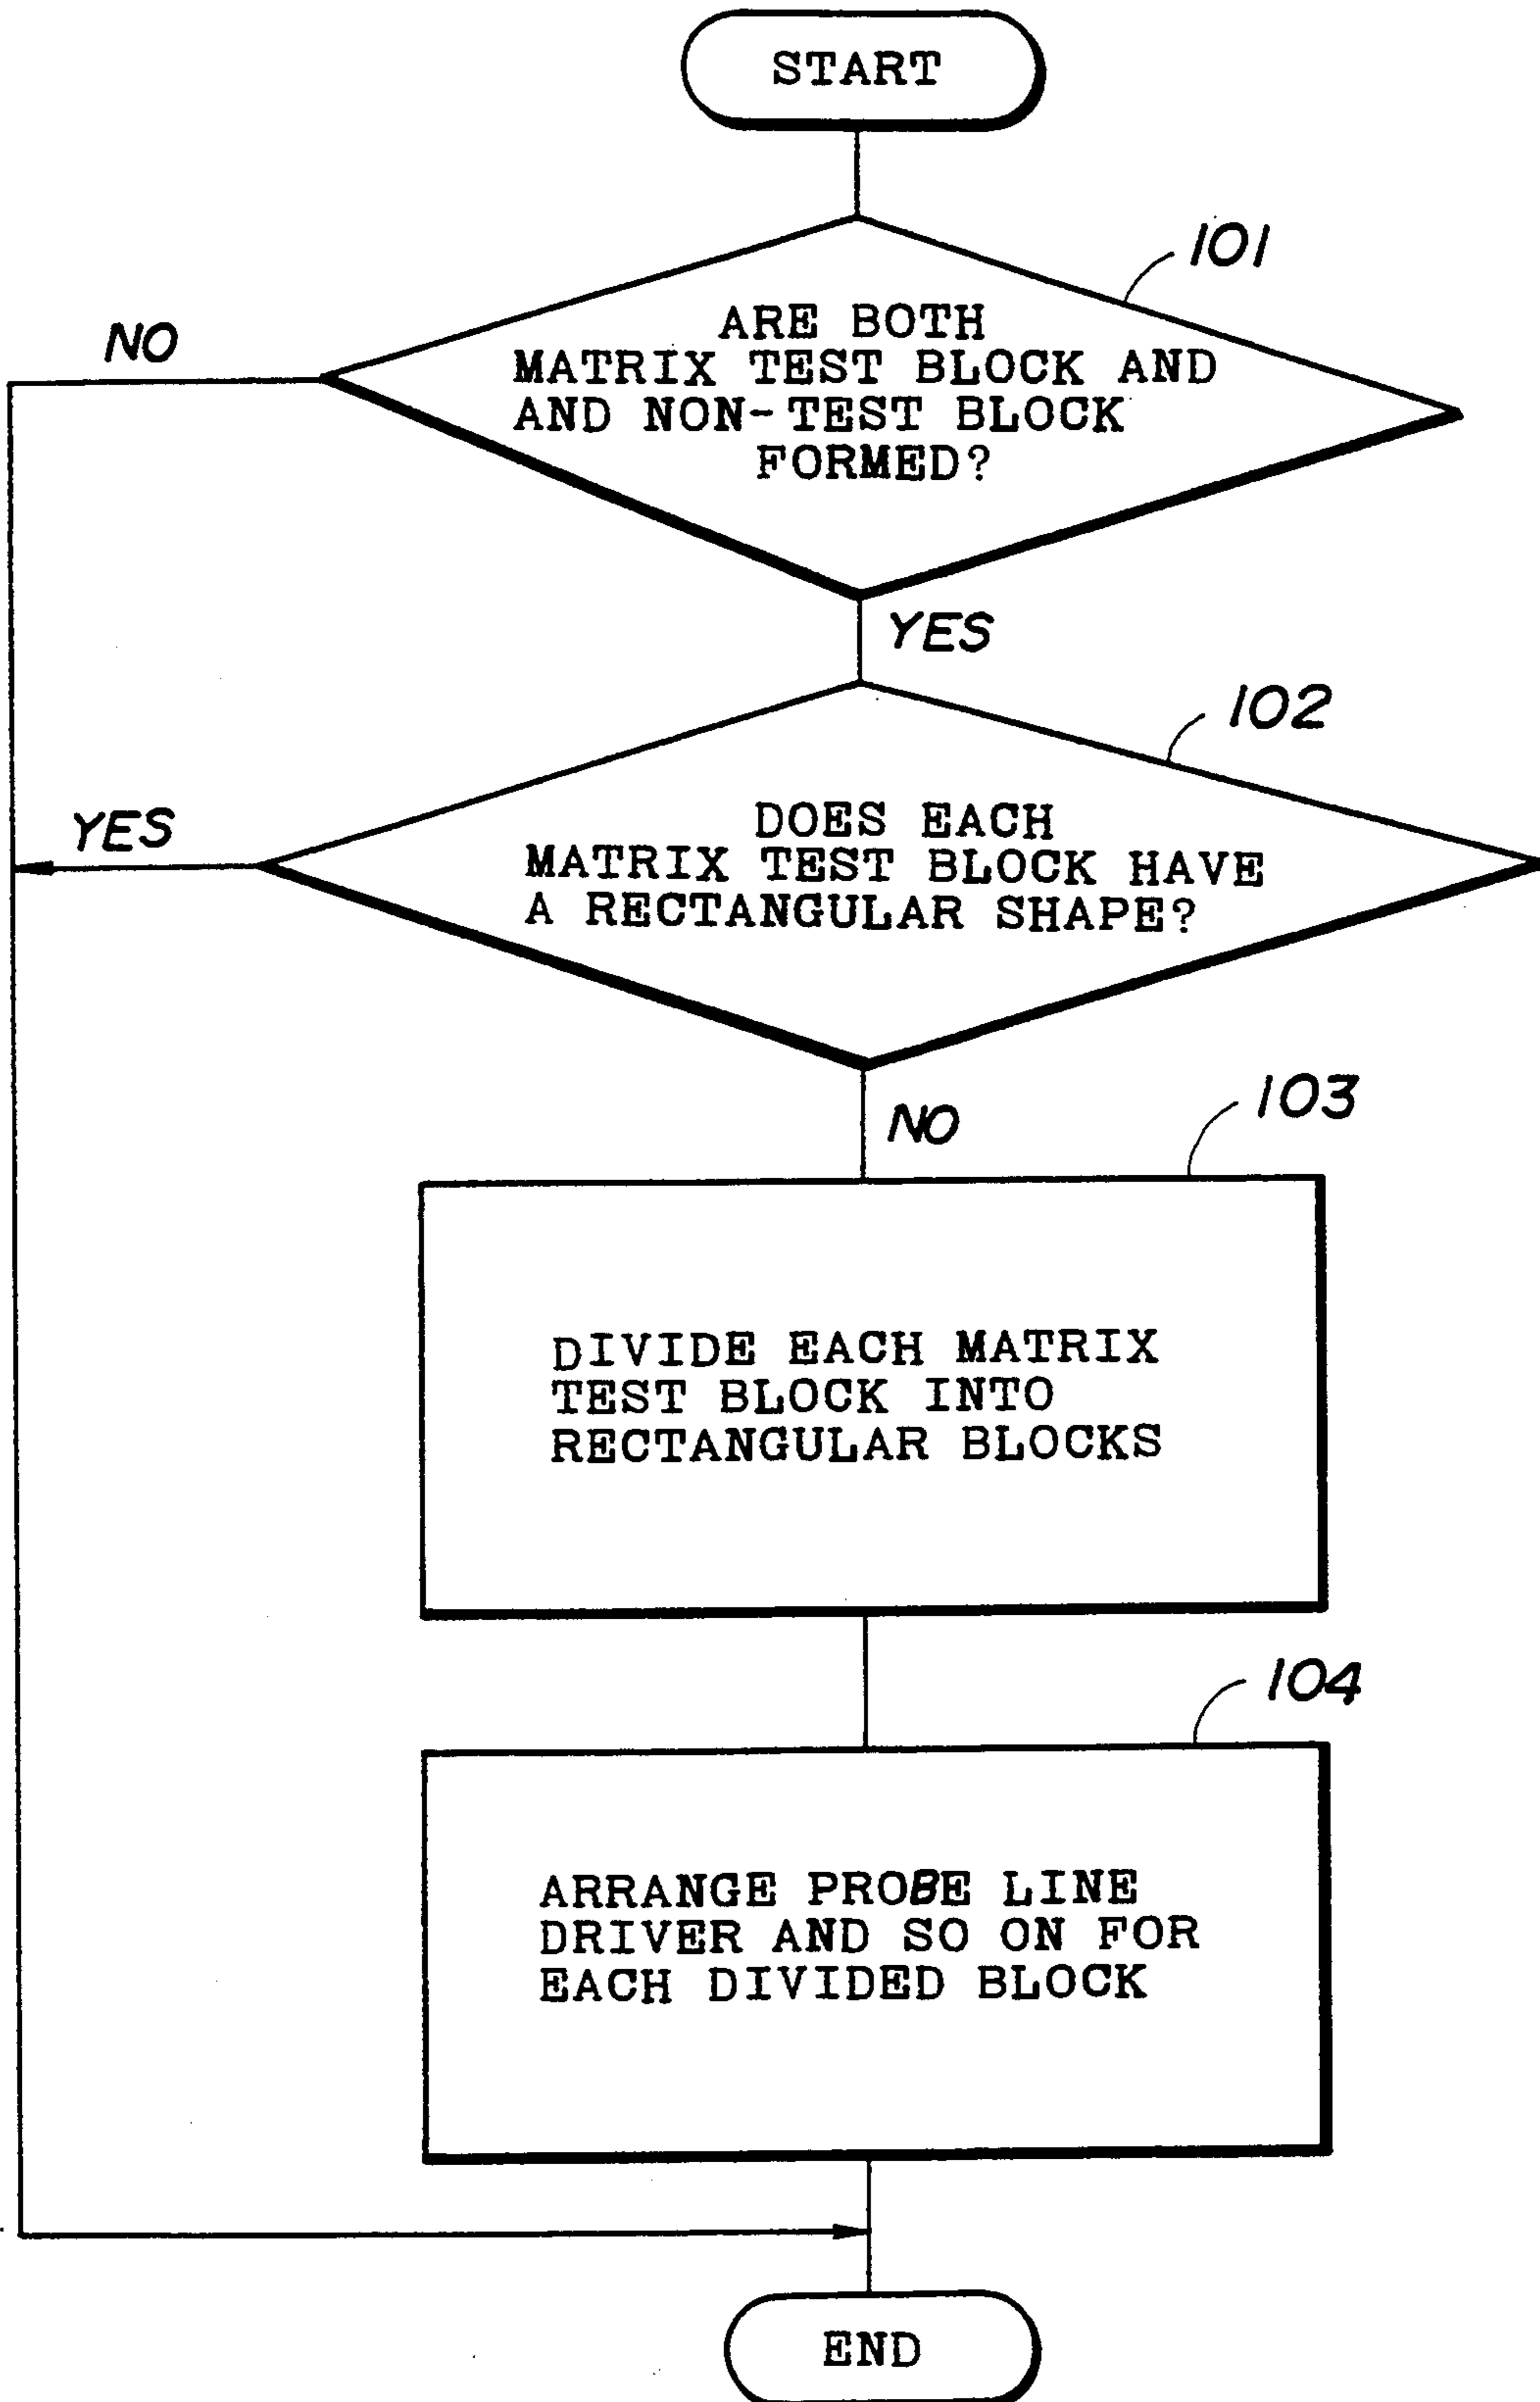 START
101
NO
ARE BOTH
MATRIX TEST BLOCK AND
AND NON-TEST BLOCK
FORMED?
YES
102
YES
DOES EACH
MATRIX TEST BLOCK HAVE
A RECTANGULAR SHAPE?
NO
103
DIVIDE EACH MATRIX
TEST BLOCK INTO
RECTANGULAR BLOCKS
104
ARRANGE PROBE LINE
DRIVER AND SO ON FOR
EACH DIVIDED BLOCK
END